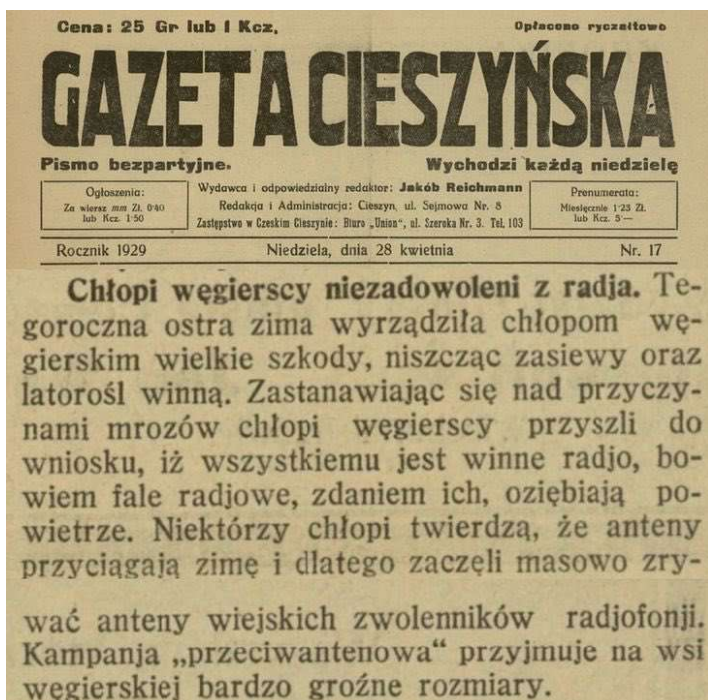 Cena: 25 Gr lub I Kcz, Opłacono ryczałtowo
GAZETA CIESZYŃSKA
Pismo bezpartyjne. Wychodzi każdą niedzielę
Ogłoszenia:
Za wiersz mm Zł. 0·40
lub Kcz. 1·50
Wydawca i odpowiedzialny redaktor: Jakób Reichmann
Redakcja i Administracja: Cieszyn, ul. Sejmowa Nr. 8
Zastępstwo w Czeskim Cieszynie: Biuro „Union", ul. Szeroka Nr. 3. Tel. 103
Prenumerata:
Miesięcznie 1·25 Zł.
lub Kcz. 5—
Rocznik 1929 Niedziela, dnia 28 kwietnia Nr. 17
Chłopi węgierscy niezadowoleni z radja. Te-
goroczna ostra zima wyrządziła chłopom wę-
gierskim wielkie szkody, niszcząc zasiewy oraz
latorośl winną. Zastanawiając się nad przyczy-
nami mrozów chłopi węgierscy przyszli do
wniosku, iż wszystkiemu jest winne radjo, bo-
wiem fale radjowe, zdaniem ich, oziębiają po-
wietrze. Niektórzy chłopi twierdzą, że anteny
przyciągają zimę i dlatego zaczęli masowo zry-
wać anteny wiejskich zwolenników radjofonji.
Kampanja „przeciwantenowa" przyjmuje na wsi
węgierskiej bardzo groźne rozmiary.